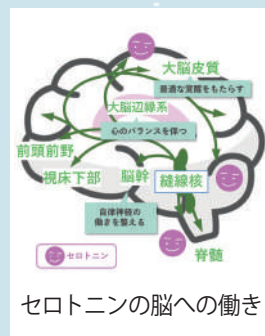 大脳皮質
最適な覚醒をもたらす
大脳辺縁系
心のバランスを保つ
前頭前野
視床下部
脳幹
縫線核
自律神経の
働きを整える
セロトニン
脊髄
セロトニンの脳への働き